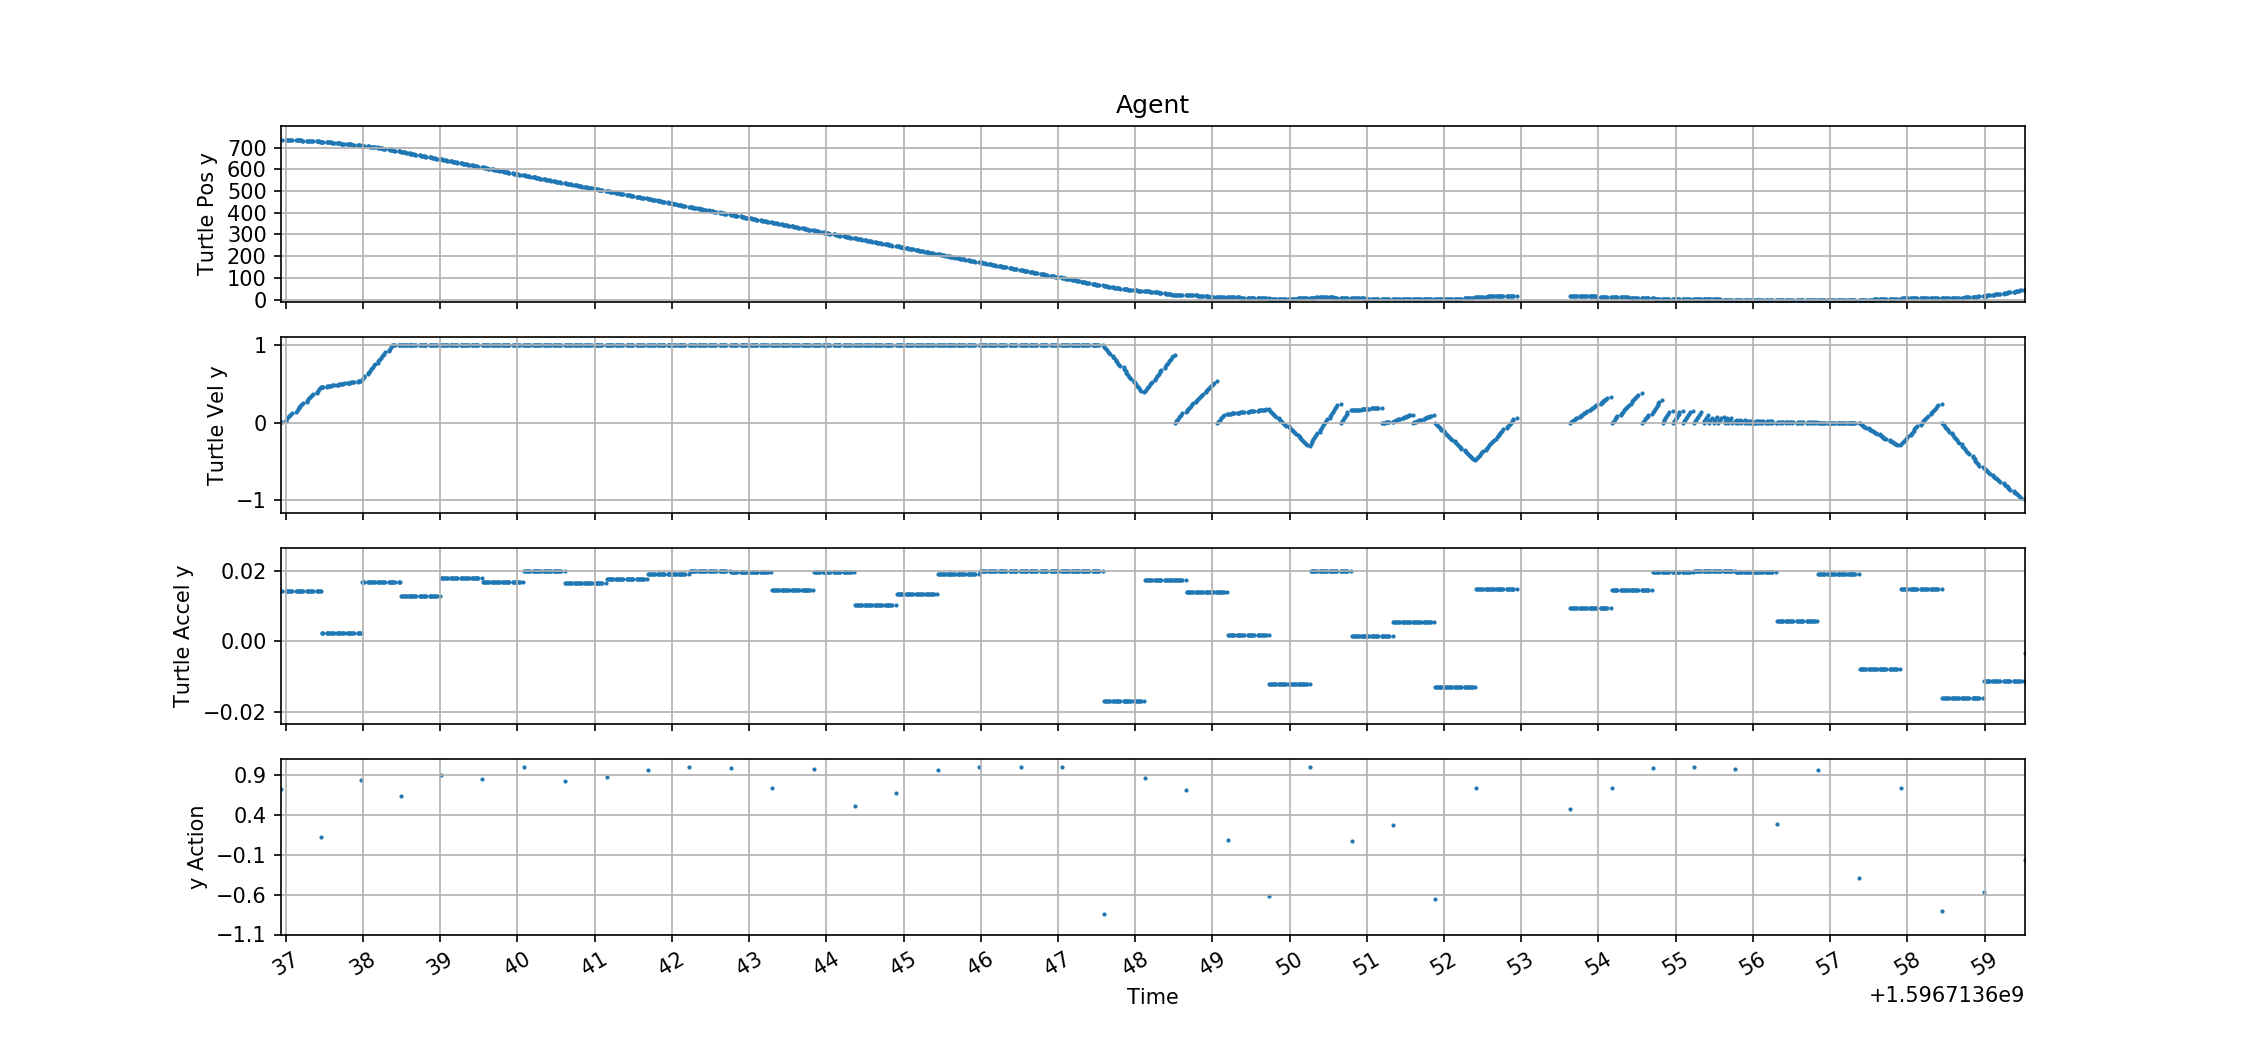 Agent
Turtle Pos y
700
600
500
400
300
200
100
0
Turtle Vel y
1
0
−1
Turtle Accel y
0.02
0.00
−0.02
y Action
0.9
0.4
−0.1
−0.6
−1.1
37 38 39 40 41 42 43 44 45 46 47 48 49 50 51 52 53 54 55 56 57 58 59
Time
+1.5967136e9